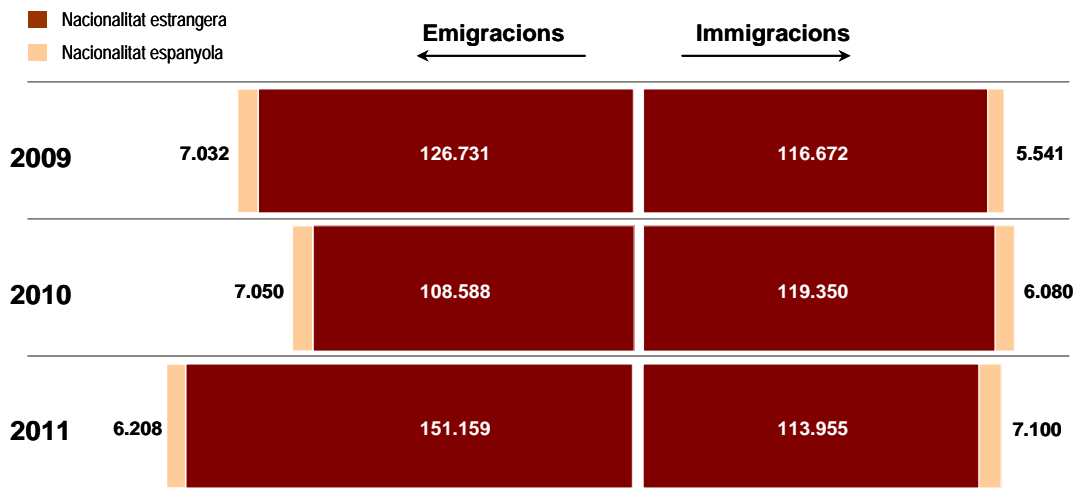 Nacionalitat estrangera
Nacionalitat espanyola
Emigracions Immigracions
2009 7.032 126.731 116.672 5.541
2010 7.050 108.588 119.350 6.080
2011 6.208 151.159 113.955 7.100